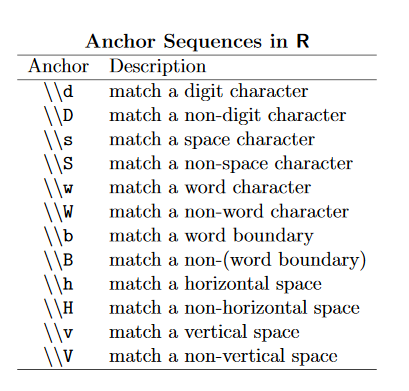 Anchor Sequences in R
Anchor Description
\\d match a digit character
\\D match a non-digit character
\\s match a space character
\\S match a non-space character
\\w match a word character
\\W match a non-word character
\\b match a word boundary
\\B match a non-(word boundary)
\\h match a horizontal space
\\H match a non-horizontal space
\\v match a vertical space
\\V match a non-vertical space